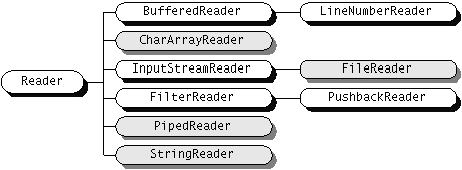 BufferedReader LineNumberReader
CharArrayReader
InputStreamReader FileReader
Reader
FilterReader PushbackReader
PipedReader
StringReader